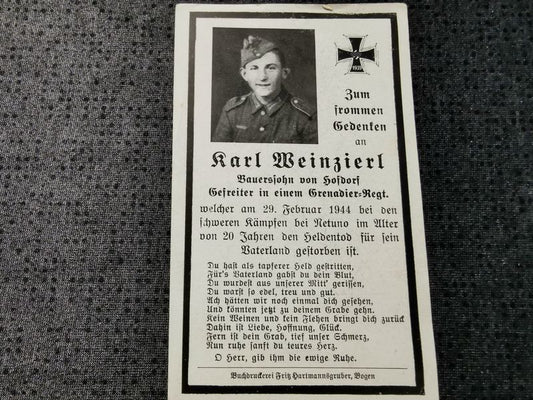 Zum
frommen
Gedenken
an
Karl Weinzierl
Bauerssohn von Hofdorf
Gefreiter in einem Grenadier-Regt.
welcher am 29. Februar 1944 bei den
schweren Kämpfen bei Netuno im Alter
von 20 Jahren den Heldentod für sein
Vaterland gestorben ist.
Du hast als tapferer Held gestritten,
Für's Vaterland gabst du dein Blut,
Du wurdest aus unserer Mitt' gerissen,
Du warst so edel, treu und gut.
Ach hätten wir noch einmal dich gesehen,
Und könnten jetzt zu deinem Grabe gehn.
Kein Weinen und kein Flehen bringt dich zurück
Dahin ist Liebe, Hoffnung, Glück.
Fern ist dein Grab, tief unser Schmerz,
Nun ruhe sanft du teures Herz.
O Herr, gib ihm die ewige Ruhe.
Buchdruckerei Fritz Hartmannsgruber, Bogen